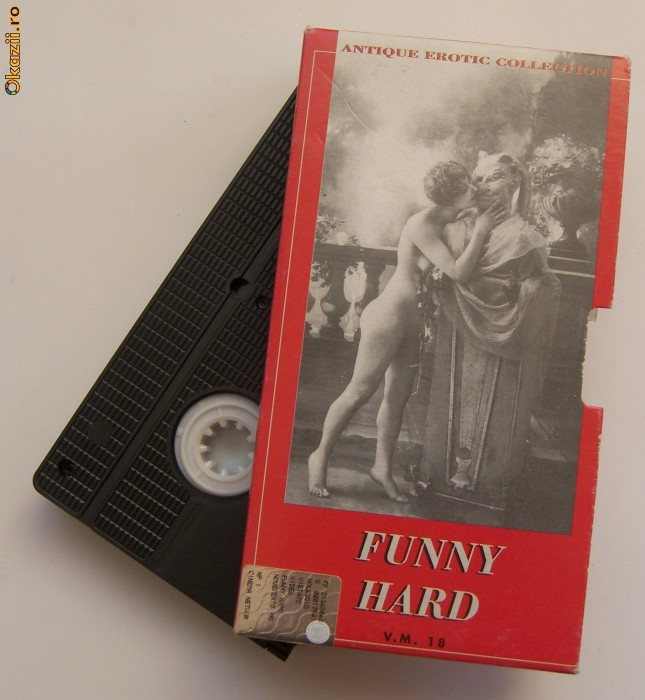 Okazii.ro
ANTIQUE EROTIC COLLECTION
FUNNY
HARD
V.M. 18